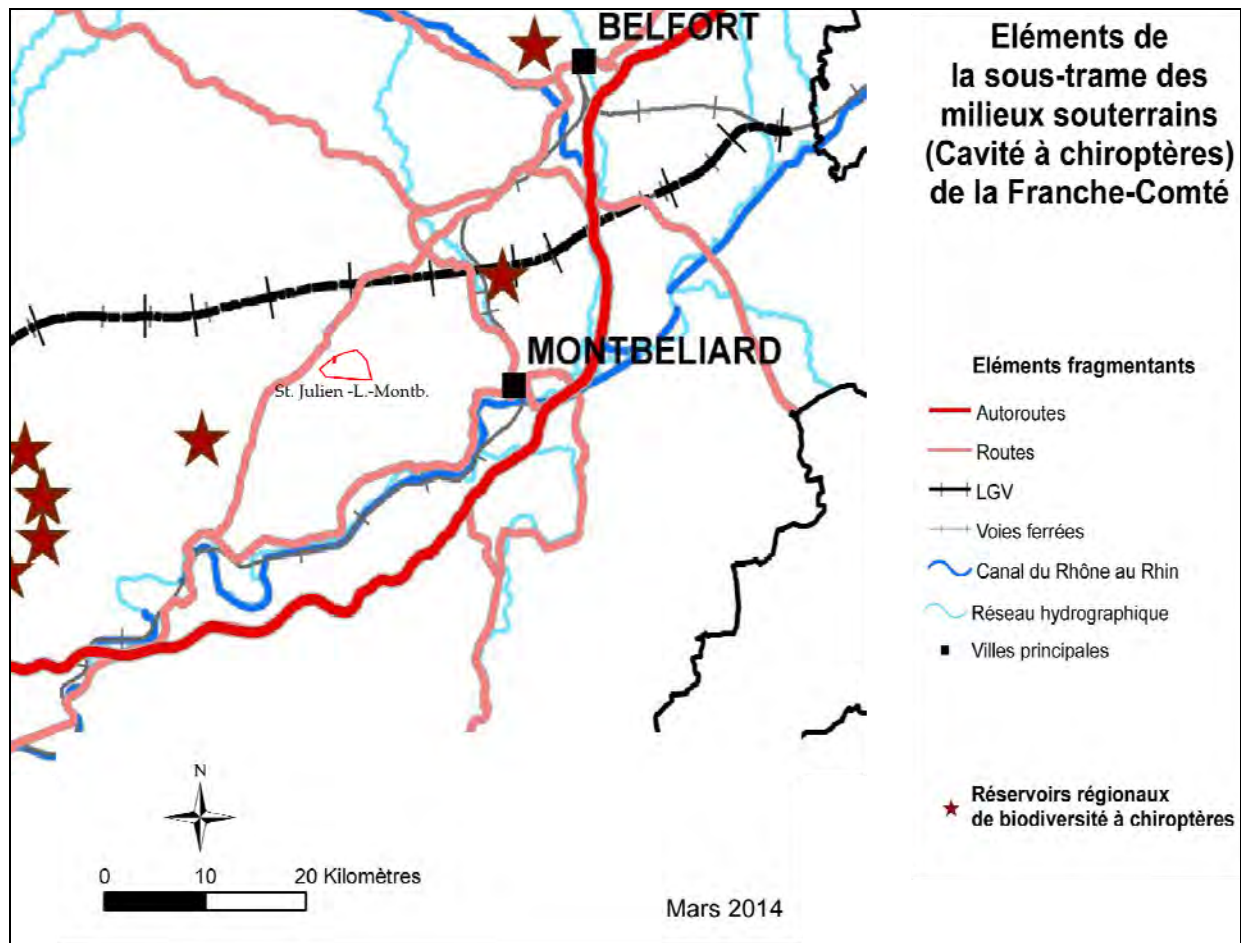 BELFORT
MONTBELIARD
St. Julien -L.-Montb.
N
0 10 20 Kilomètres
Mars 2014
Eléments de
la sous-trame des
milieux souterrains
(Cavité à chiroptères)
de la Franche-Comté
Eléments fragmentants
Autoroutes
Routes
LGV
Voies ferrées
Canal du Rhône au Rhin
Réseau hydrographique
Villes principales
Réservoirs régionaux
de biodiversité à chiroptères